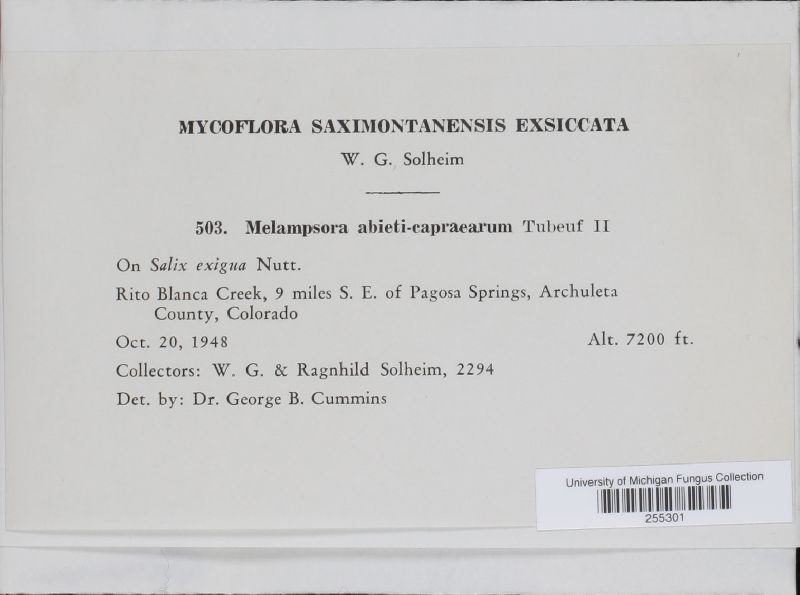 MYCOFLORA SAXIMONTANENSIS EXSICCATA
W. G. Solheim
503. Melampsora abieti-capraearum Tubeuf II
On Salix exigua Nutt.
Rito Blanca Creek, 9 miles S. E. of Pagosa Springs, Archuleta
County, Colorado
Oct. 20, 1948 Alt. 7200 ft.
Collectors: W. G. & Ragnhild Solheim, 2294
Det. by: Dr. George B. Cummins
University of Michigan Fungus Collection
255301